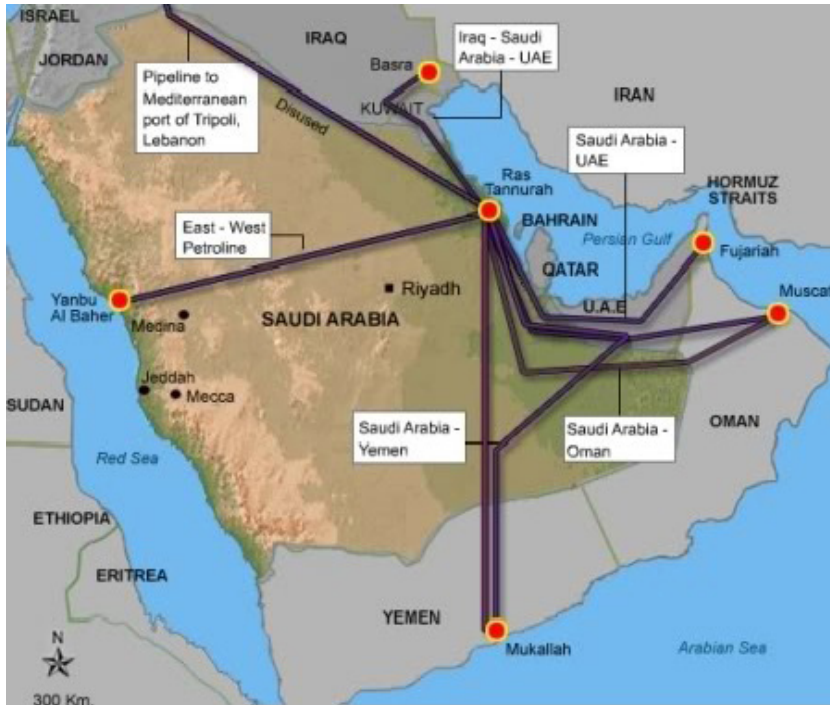 ISRAEL
JORDAN
IRAQ
Basra
KUWAIT
Iraq - Saudi
Arabia - UAE
IRAN
Pipeline to
Mediterranean
port of Tripoli,
Lebanon
Disused
Saudi Arabia -
UAE
Ras
Tannurah
HORMUZ
STRAITS
BAHRAIN
Persian Gulf
Fujariah
QATAR
East - West
Petroline
Riyadh
U.A.E
Muscat
Yanbu
Al Baher
Medina
SAUDI ARABIA
Jeddah
Mecca
SUDAN
Saudi Arabia -
Yemen
Saudi Arabia -
Oman
OMAN
Red Sea
ETHIOPIA
ERITREA
YEMEN
Mukallah
Arabian Sea
N
300 Km.